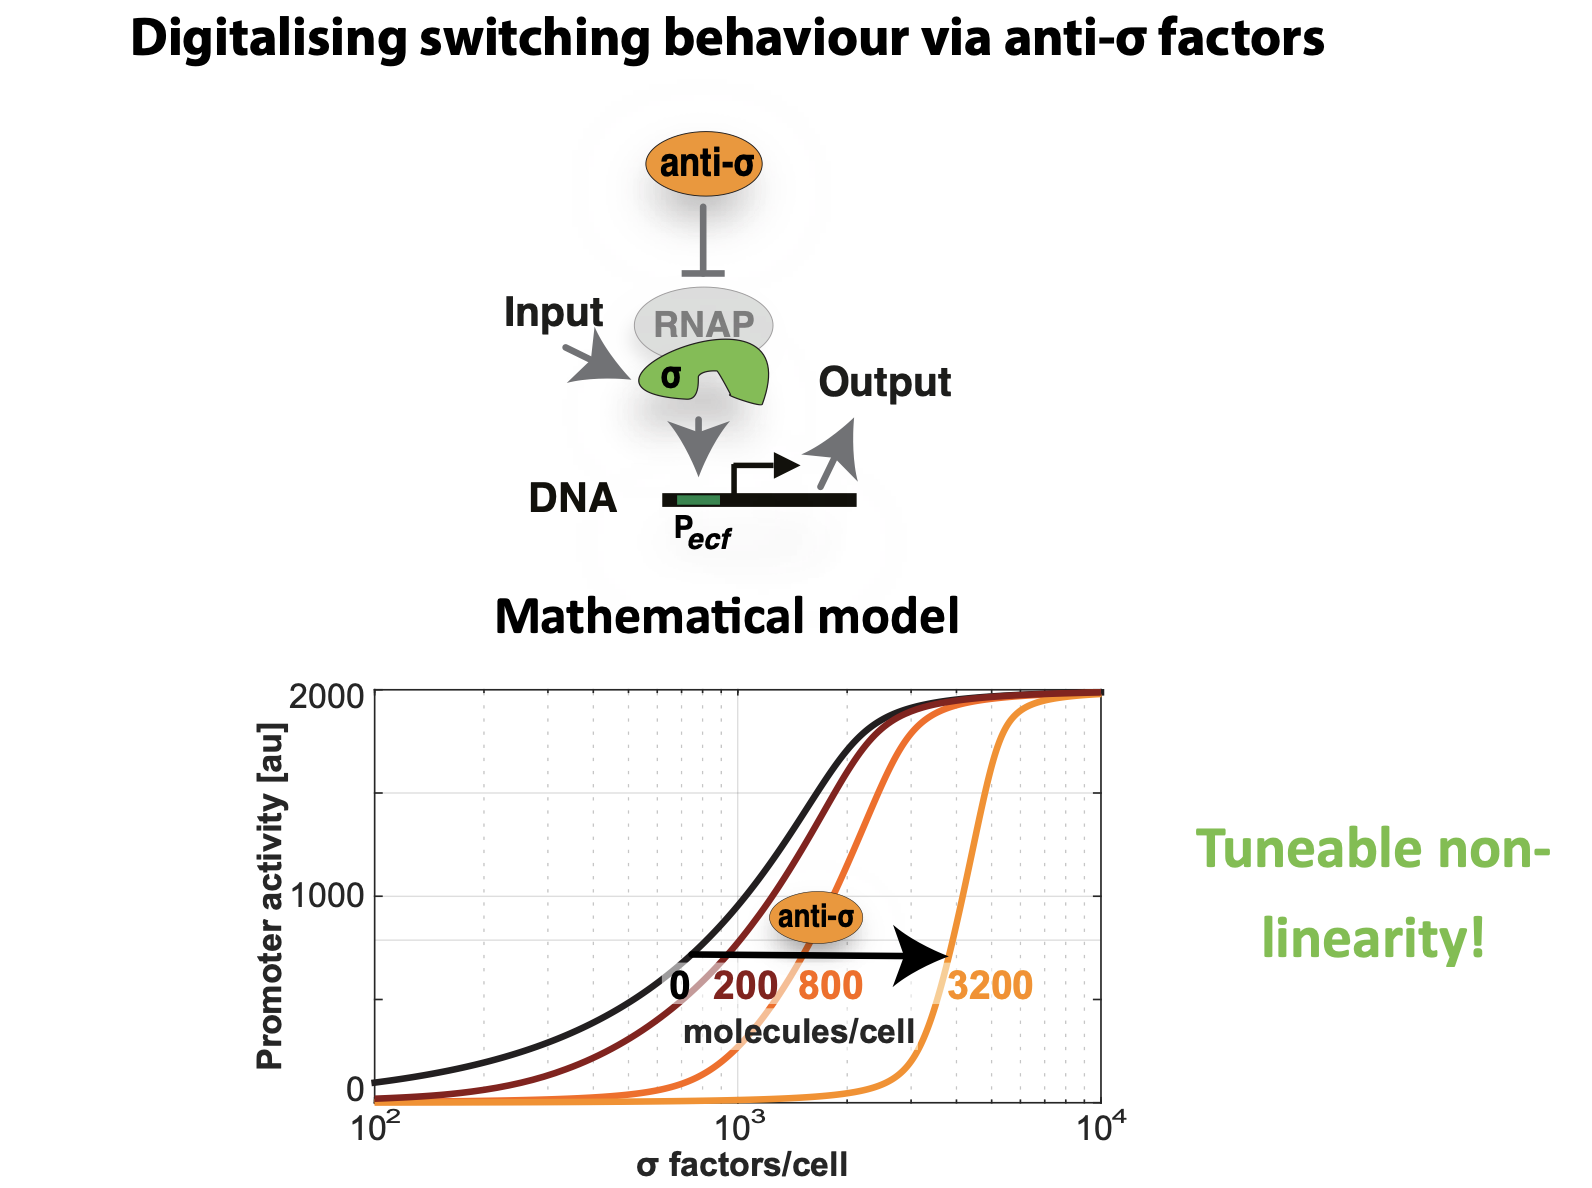 Digitalising switching behaviour via anti-σ factors
anti-σ
Input
RNAP
σ
Output
DNA
Pecf
Mathematical model
2000
1000
0
Promoter activity [au]
anti-σ
0 200 800 3200
molecules/cell
10² 10³ 10⁴
σ factors/cell
Tuneable non-
linearity!